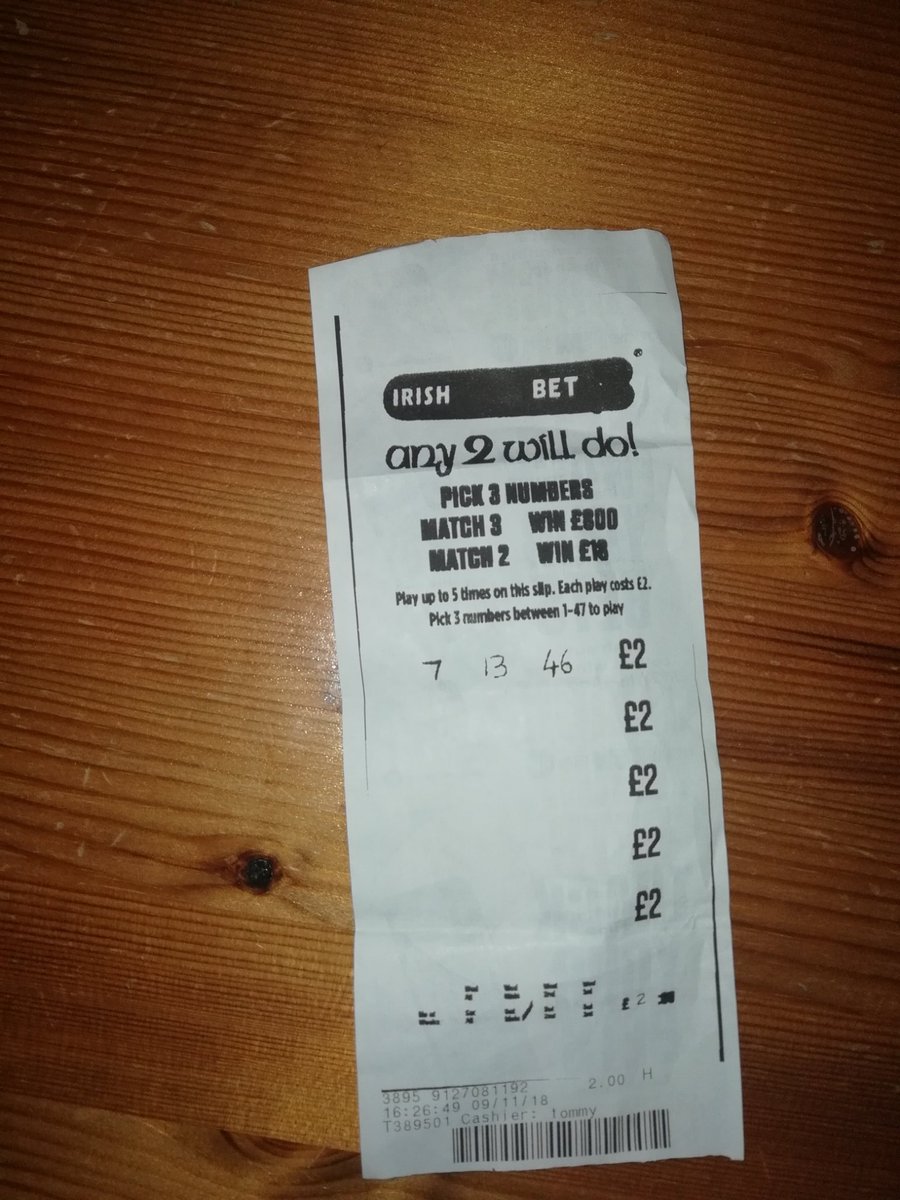 IRISH BET
any 2 will do!
PICK 3 NUMBERS
MATCH 3 WIN £800
MATCH 2 WIN £18
Play up to 5 times on this slip. Each play costs £2.
Pick 3 numbers between 1-47 to play
7 13 46 £2
£2
£2
£2
£2
£ 2
3895 9127081192 2.00 H
16:26:49 09/11/18
T389501 Cashier: tommy